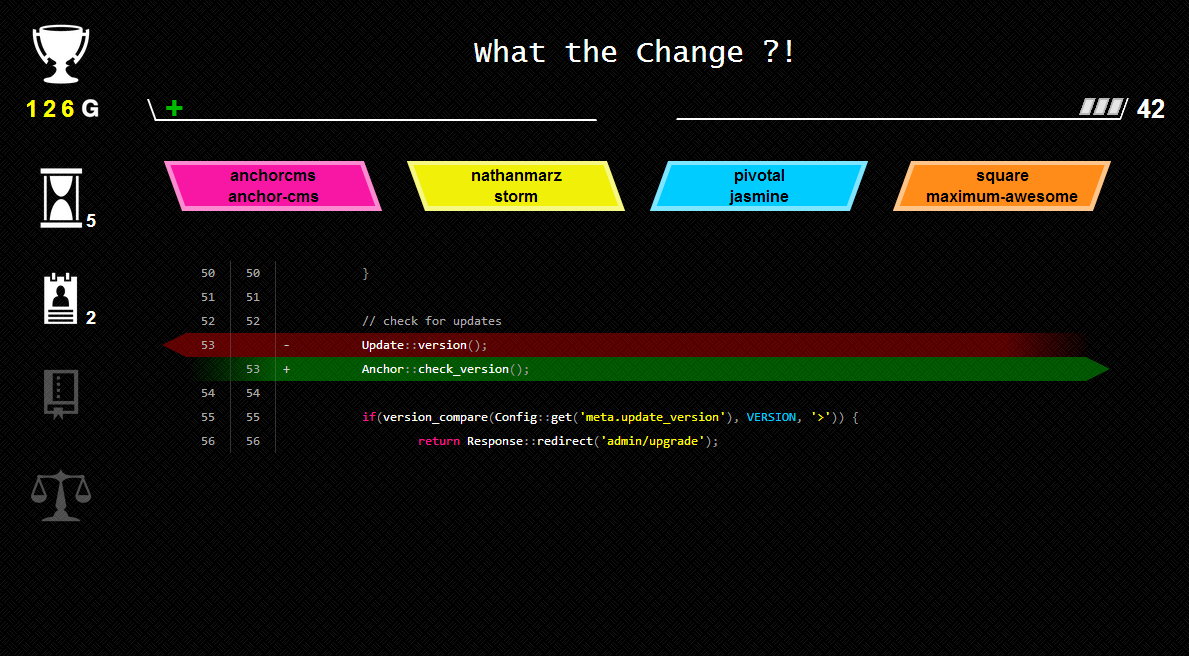 What the Change ?!
126 G
+
42
anchorcms
anchor-cms
nathanmarz
storm
pivotal
jasmine
square
maximum-awesome
5
2
50 50 }
51 51
52 52 // check for updates
53 - Update::version();
53 + Anchor::check_version();
54 54
55 55 if(version_compare(Config::get('meta.update_version'), VERSION, '>')) {
56 56 return Response::redirect('admin/upgrade');